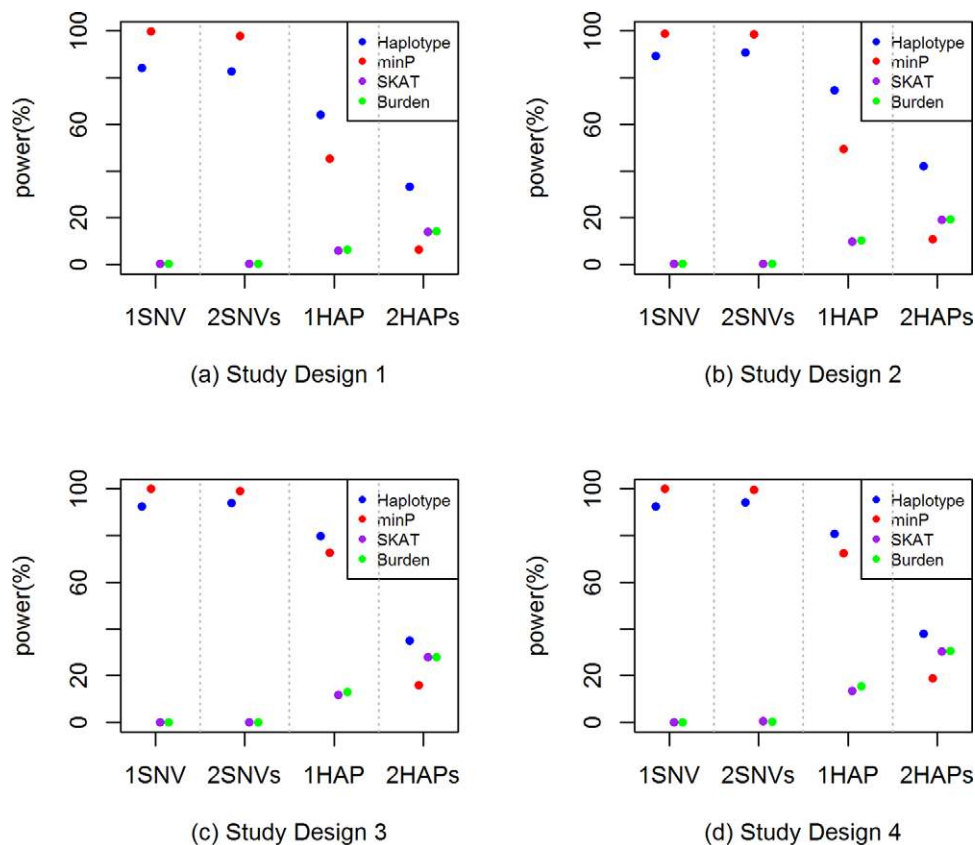 100
60
20
0
power(%)
Haplotype
minP
SKAT
Burden
1SNV 2SNVs 1HAP 2HAPs
(a) Study Design 1
100
60
20
0
power(%)
Haplotype
minP
SKAT
Burden
1SNV 2SNVs 1HAP 2HAPs
(b) Study Design 2
100
60
20
0
power(%)
Haplotype
minP
SKAT
Burden
1SNV 2SNVs 1HAP 2HAPs
(c) Study Design 3
100
60
20
0
power(%)
Haplotype
minP
SKAT
Burden
1SNV 2SNVs 1HAP 2HAPs
(d) Study Design 4